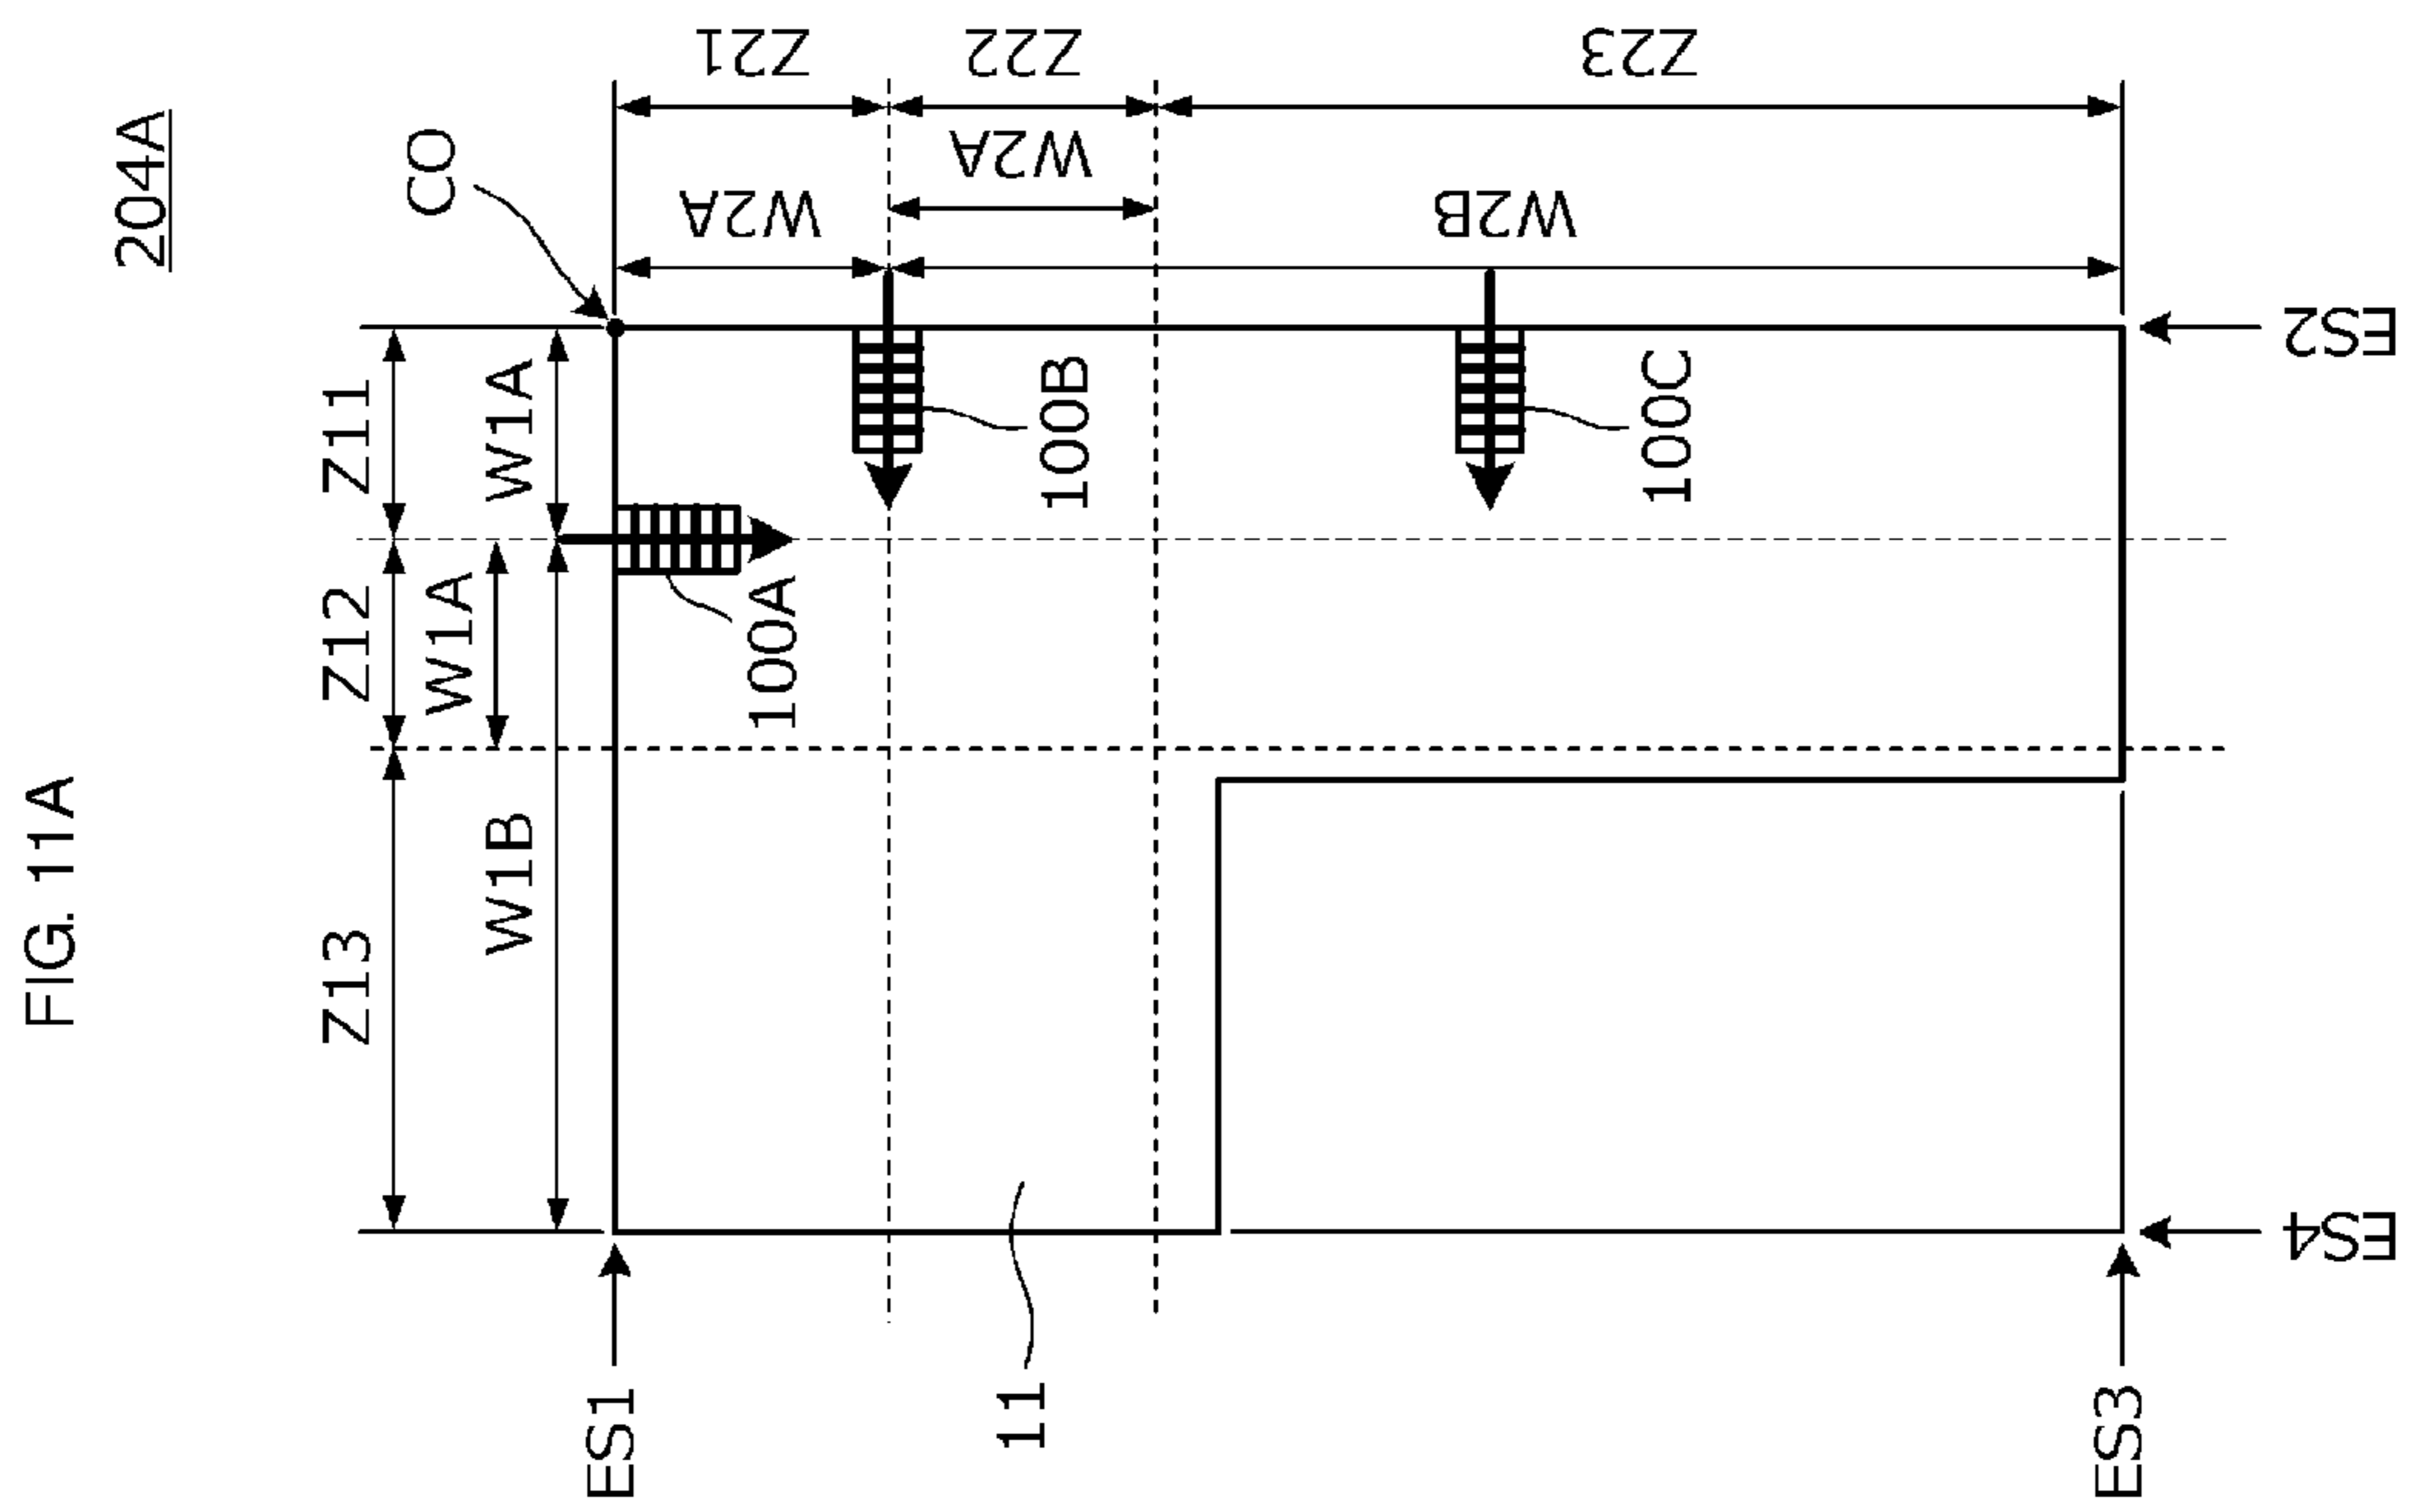 FIG. 11A
204A
CO
Z13
Z12
Z11
W1A
W1B
W1A
100A
100B
100C
Z21
Z22
Z23
W2A
W2A
W2B
11
ES1
ES3
ES2
ES4